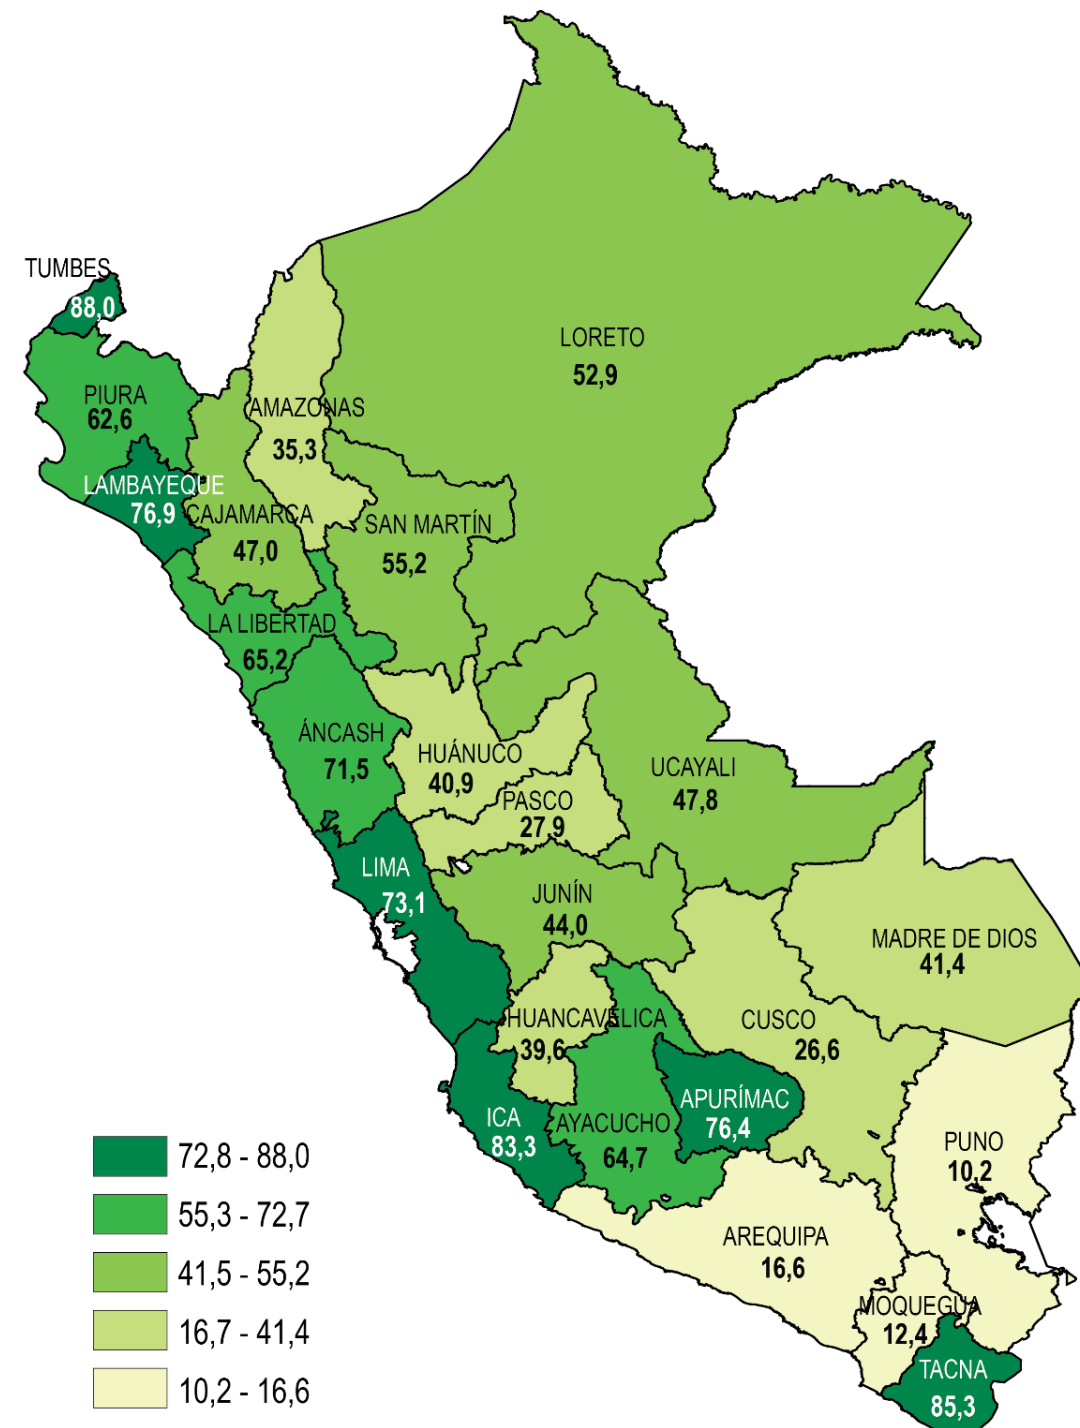 TUMBES
88,0
LORETO
52,9
PIURA
62,6
AMAZONAS
35,3
LAMBAYEQUE
76,9
CAJAMARCA
47,0
SAN MARTÍN
55,2
LA LIBERTAD
65,2
ÁNCASH
71,5
HUÁNUCO
40,9
UCAYALI
47,8
PASCO
27,9
LIMA
73,1
JUNÍN
44,0
MADRE DE DIOS
41,4
HUANCAVELICA
39,6
CUSCO
26,6
ICA
83,3
AYACUCHO
64,7
APURÍMAC
76,4
PUNO
10,2
AREQUIPA
16,6
MOQUEGUA
12,4
TACNA
85,3
72,8 - 88,0
55,3 - 72,7
41,5 - 55,2
16,7 - 41,4
10,2 - 16,6